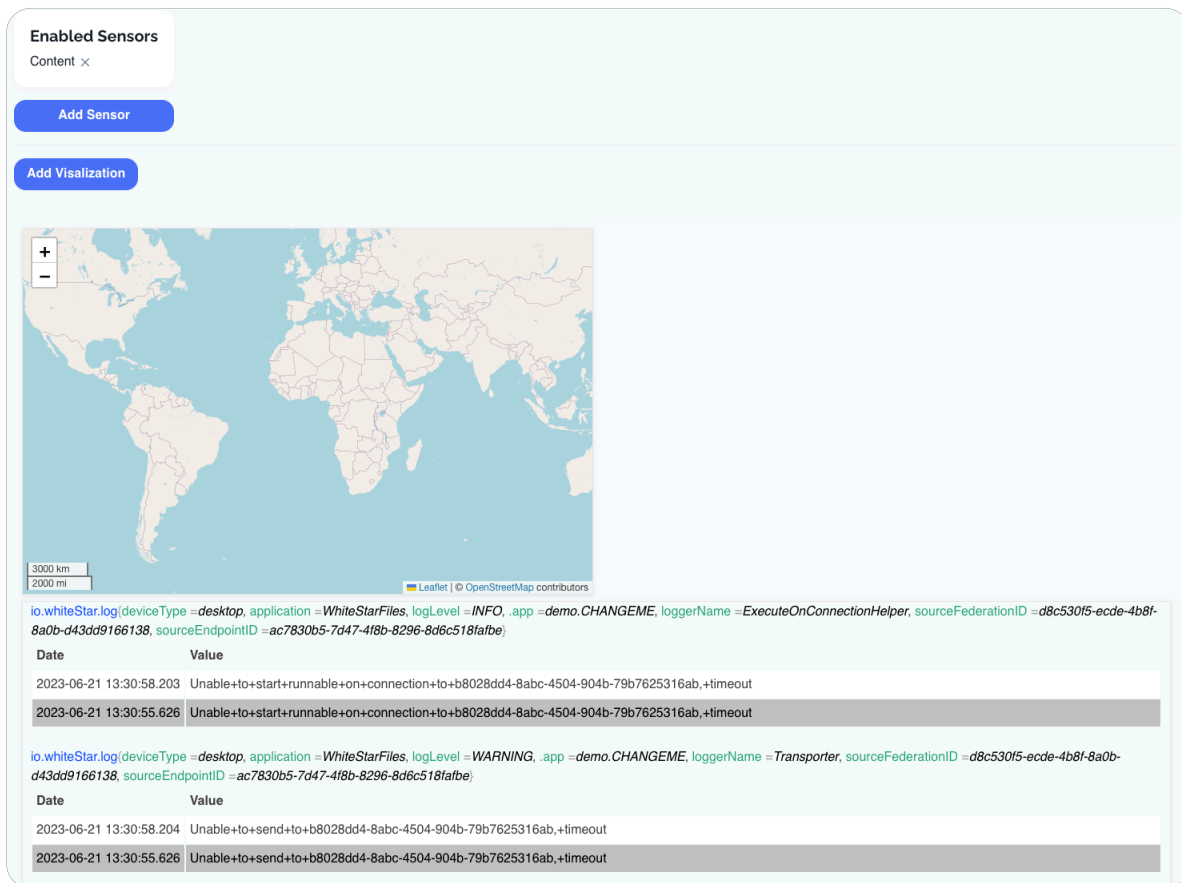 Enabled Sensors
Content ×
Add Sensor
Add Visalization
+
−
3000 km
2000 mi
Leaflet | © OpenStreetMap contributors
io.whiteStar.log{deviceType =desktop, application =WhiteStarFiles, logLevel =INFO, .app =demo.CHANGEME, loggerName =ExecuteOnConnectionHelper, sourceFederationID =d8c530f5-ecde-4b8f-
8a0b-d43dd9166138, sourceEndpointID =ac7830b5-7d47-4f8b-8296-8d6c518fafbe}
Date Value
2023-06-21 13:30:58.203 Unable+to+start+runnable+on+connection+to+b8028dd4-8abc-4504-904b-79b7625316ab,+timeout
2023-06-21 13:30:55.626 Unable+to+start+runnable+on+connection+to+b8028dd4-8abc-4504-904b-79b7625316ab,+timeout
io.whiteStar.log{deviceType =desktop, application =WhiteStarFiles, logLevel =WARNING, .app =demo.CHANGEME, loggerName =Transporter, sourceFederationID =d8c530f5-ecde-4b8f-8a0b-
d43dd9166138, sourceEndpointID =ac7830b5-7d47-4f8b-8296-8d6c518fafbe}
Date Value
2023-06-21 13:30:58.204 Unable+to+send+to+b8028dd4-8abc-4504-904b-79b7625316ab,+timeout
2023-06-21 13:30:55.626 Unable+to+send+to+b8028dd4-8abc-4504-904b-79b7625316ab,+timeout